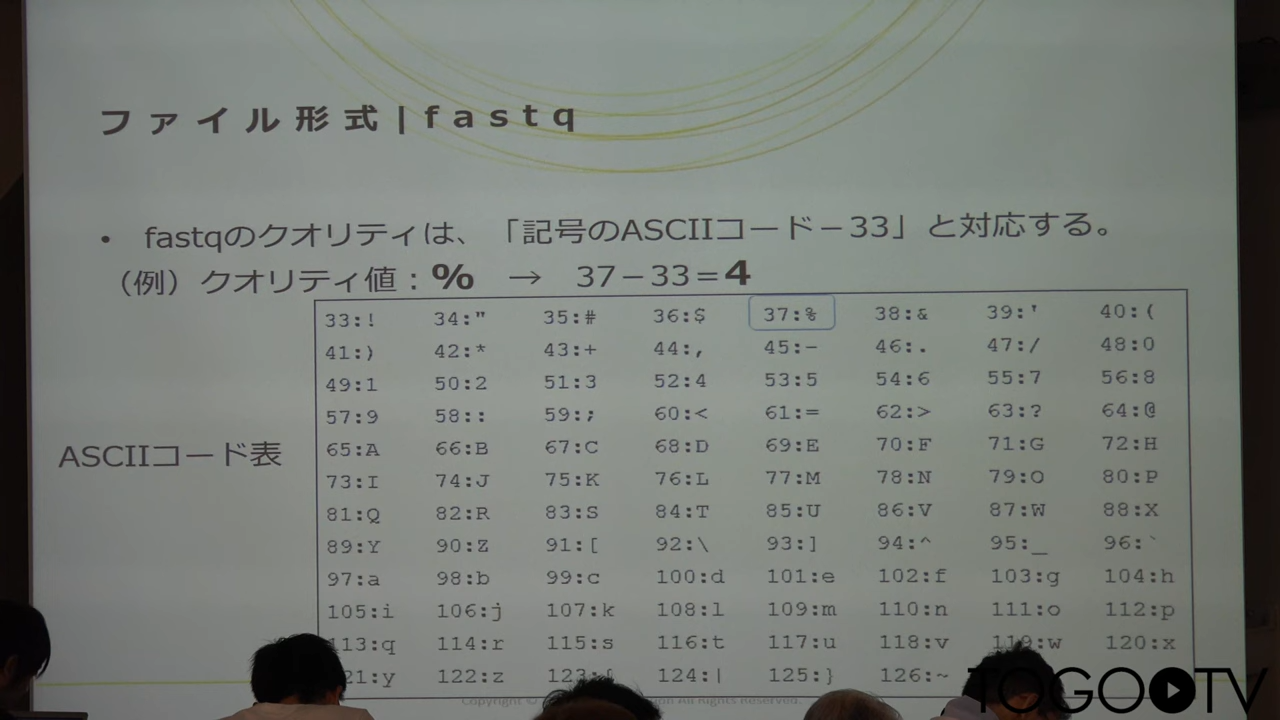 ファイル形式|fastq
• fastqのクオリティは、「記号のASCIIコード－33」と対応する。
（例）クオリティ値：% → 37－33＝4
33:! 34:" 35:# 36:$ 37:% 38:& 39:' 40:(
41:) 42:* 43:+ 44:, 45:- 46:. 47:/ 48:0
49:1 50:2 51:3 52:4 53:5 54:6 55:7 56:8
57:9 58:: 59:; 60:< 61:= 62:> 63:? 64:@
ASCIIコード表
65:A 66:B 67:C 68:D 69:E 70:F 71:G 72:H
73:I 74:J 75:K 76:L 77:M 78:N 79:O 80:P
81:Q 82:R 83:S 84:T 85:U 86:V 87:W 88:X
89:Y 90:Z 91:[ 92:\ 93:] 94:^ 95:_ 96:`
97:a 98:b 99:c 100:d 101:e 102:f 103:g 104:h
105:i 106:j 107:k 108:l 109:m 110:n 111:o 112:p
113:q 114:r 115:s 116:t 117:u 118:v 119:w 120:x
21:y 122:z 123:{ 124:| 125:} 126:~
Copyright © All Rights Reserved.
TOGOTV